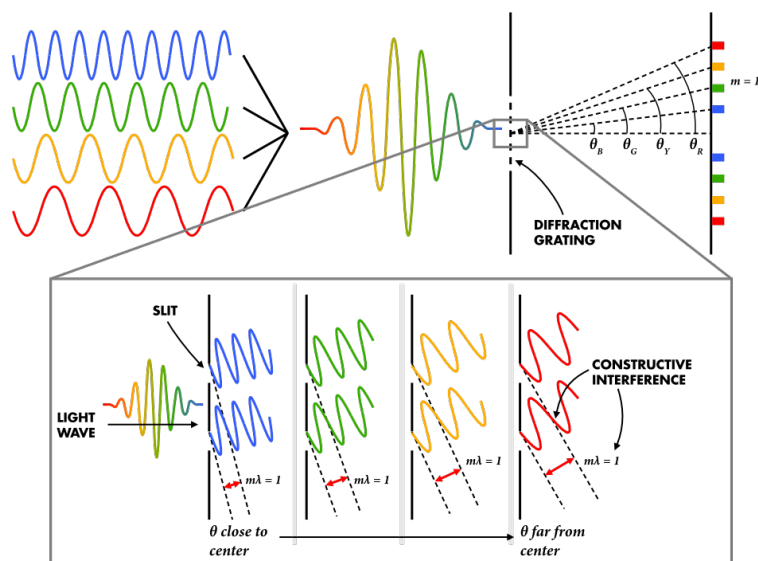 m = 1
θB
θG
θY
θR
DIFFRACTION
GRATING
SLIT
LIGHT
WAVE
CONSTRUCTIVE
INTERFERENCE
mλ = 1
mλ = 1
mλ = 1
mλ = 1
θ close to
center
θ far from
center